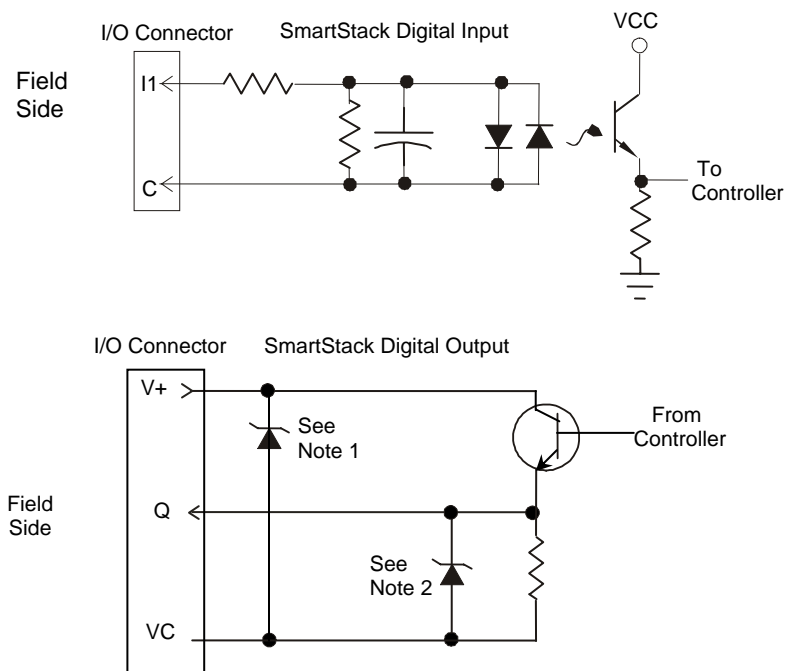 I/O Connector SmartStack Digital Input
VCC
Field
Side
I1
C
To
Controller
I/O Connector SmartStack Digital Output
V+
See
Note 1
From
Controller
Field
Side
Q
See
Note 2
VC